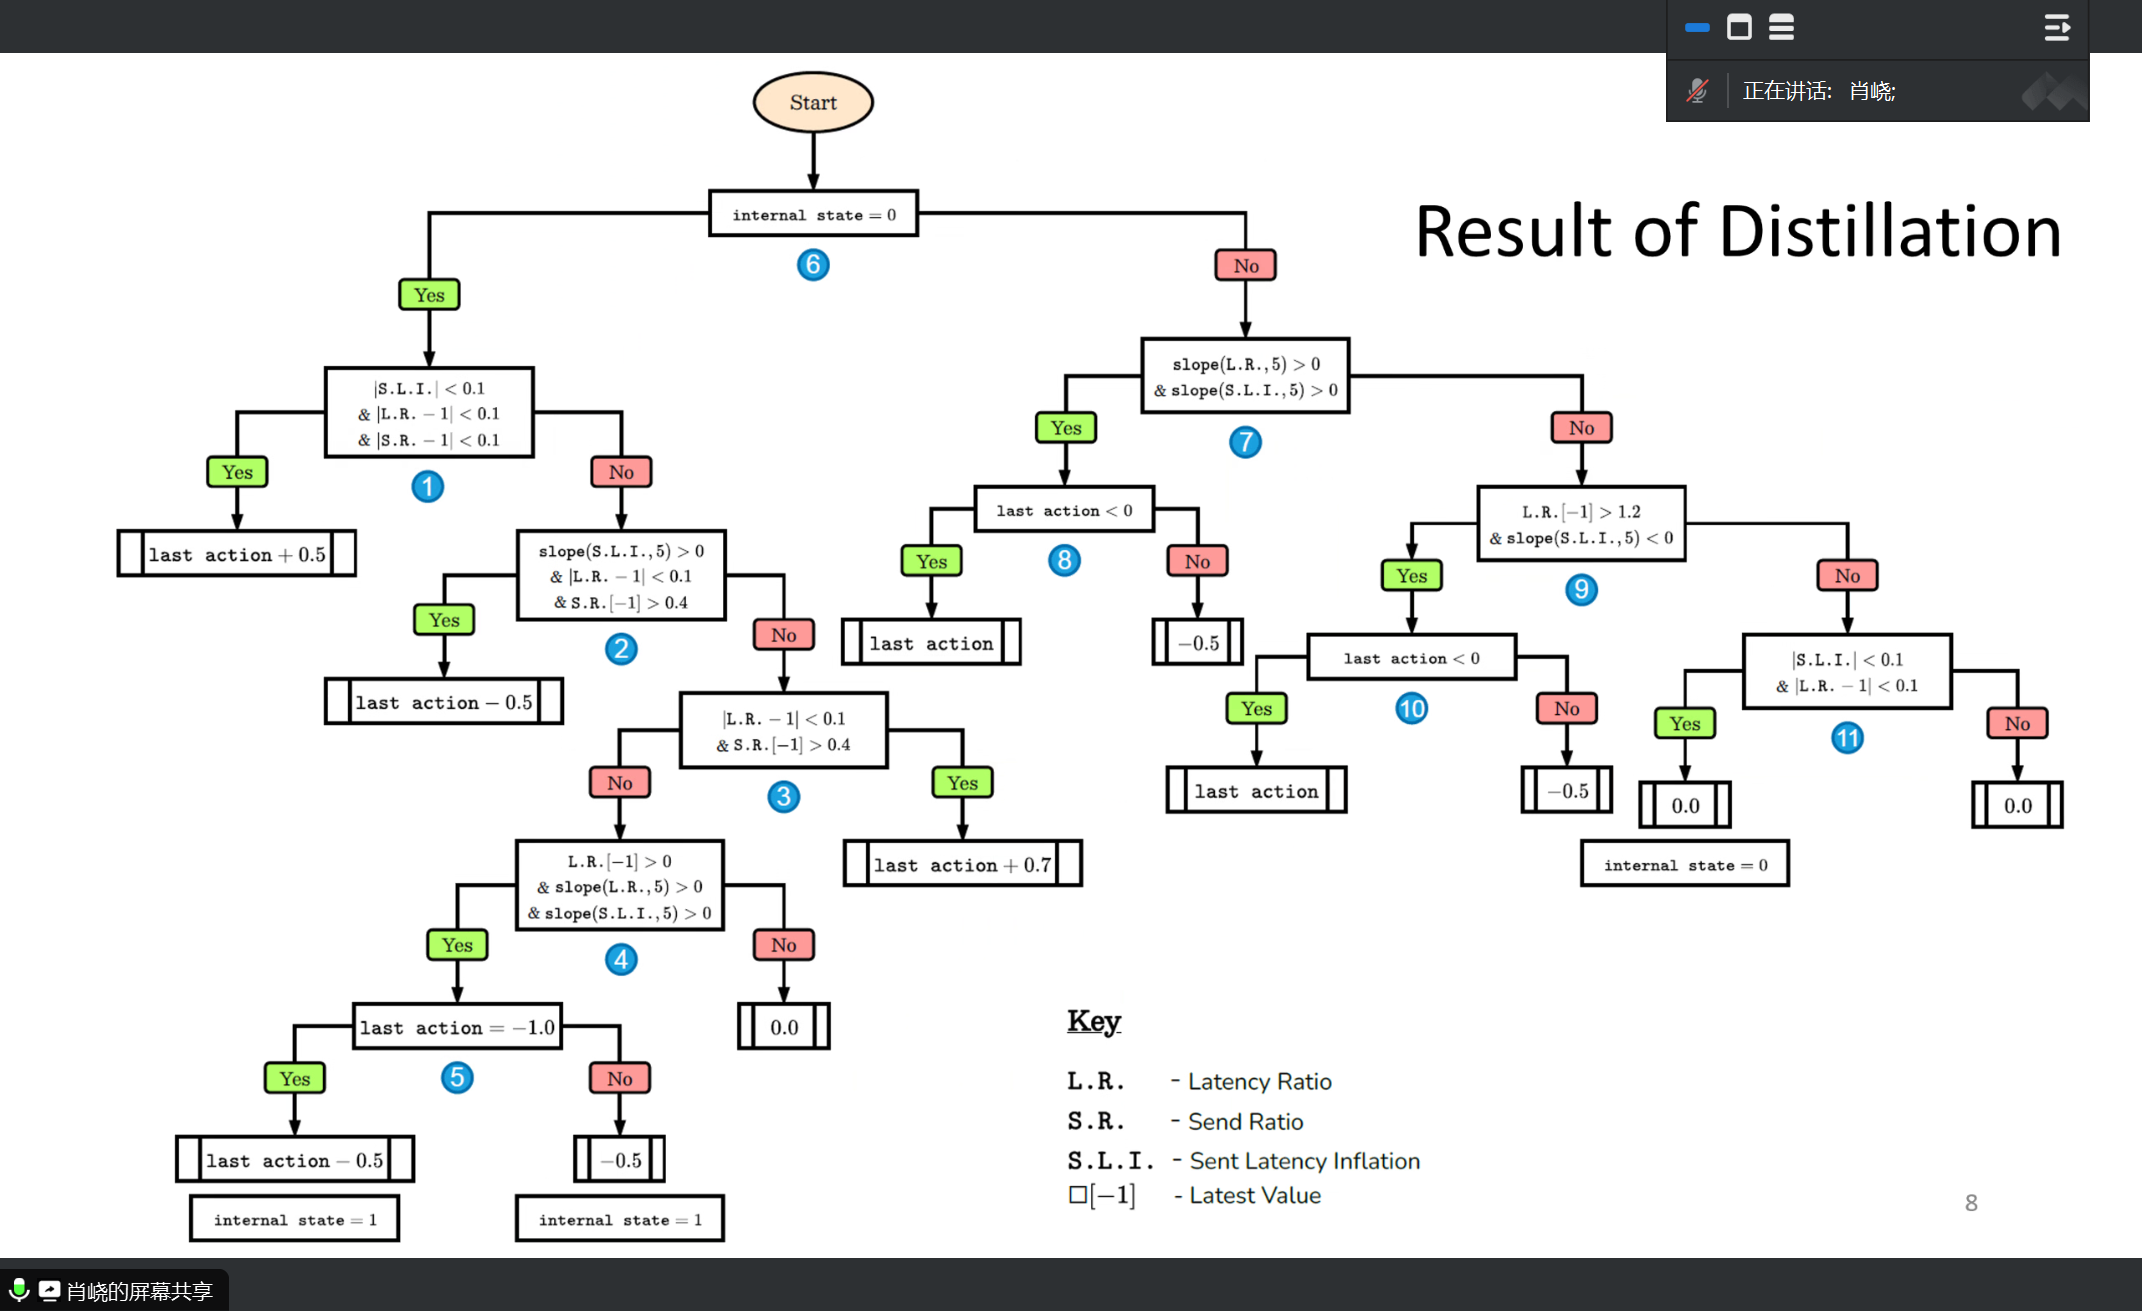 正在讲话: 肖峣;
Result of Distillation
Start
internal state = 0
6
Yes
No
|S.L.I.| < 0.1
& |L.R. − 1| < 0.1
& |S.R. − 1| < 0.1
1
Yes
No
last action + 0.5
slope(S.L.I., 5) > 0
& |L.R. − 1| < 0.1
& S.R.[−1] > 0.4
2
Yes
No
last action − 0.5
|L.R. − 1| < 0.1
& S.R.[−1] > 0.4
3
No
Yes
last action + 0.7
L.R.[−1] > 0
& slope(L.R., 5) > 0
& slope(S.L.I., 5) > 0
4
Yes
No
0.0
last action = −1.0
5
Yes
No
last action − 0.5
internal state = 1
−0.5
internal state = 1
slope(L.R., 5) > 0
& slope(S.L.I., 5) > 0
7
Yes
No
last action < 0
8
Yes
No
last action
−0.5
L.R.[−1] > 1.2
& slope(S.L.I., 5) < 0
9
Yes
No
last action < 0
10
Yes
No
last action
−0.5
|S.L.I.| < 0.1
& |L.R. − 1| < 0.1
11
Yes
No
0.0
internal state = 0
0.0
Key
L.R. - Latency Ratio
S.R. - Send Ratio
S.L.I. - Sent Latency Inflation
□[−1] - Latest Value
8
肖峣的屏幕共享